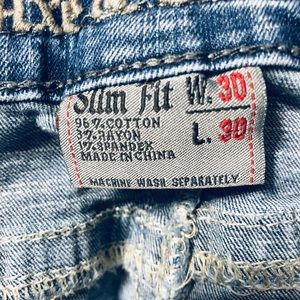 Slim Fit W. 30
96%COTTON L. 30
3%RAYON
1%SPANDEX
MADE IN CHINA
MACHINE WASH SEPARATELY